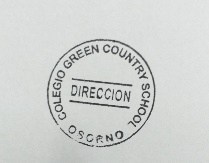 COLEGIO GREEN COUNTRY SCHOOL
DIRECCION
OSORNO